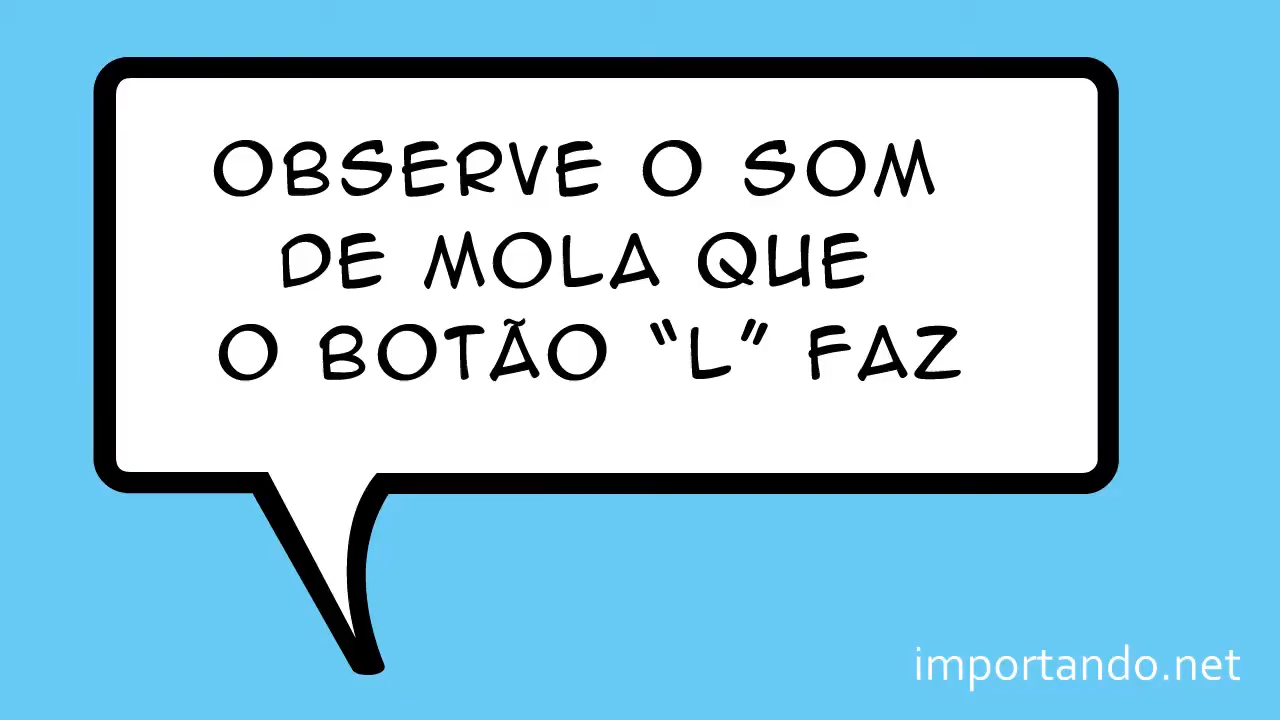 OBSERVE O SOM
DE MOLA QUE
O BOTÃO “L” FAZ
importando.net